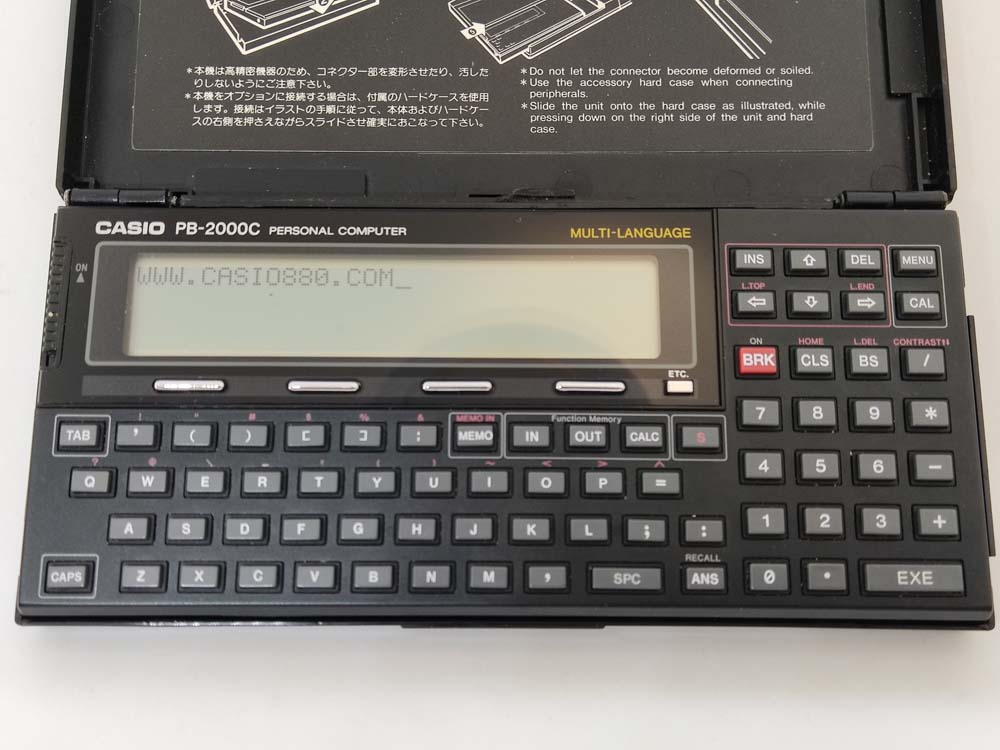 *本機は高精密機器のため、コネクター部を変形させたり、汚した
りしないようにご注意下さい。
*本機をオプションに接続する場合は、付属のハードケースを使用
します。接続はイラストの手順に従って、本体およびハードケー
スの右側を押さえながらスライドさせ確実におこなって下さい。
*Do not let the connector become deformed or soiled.
*Use the accessory hard case when connecting
peripherals.
*Slide the unit onto the hard case as illustrated, while
pressing down on the right side of the unit and hard
case.
CASIO PB-2000C PERSONAL COMPUTER
MULTI-LANGUAGE
ON
WWW.CASIO880.COM_
ETC.
INS DEL MENU
L.TOP L.END
CAL
ON HOME L.DEL CONTRAST
BRK CLS BS /
7 8 9 *
4 5 6 −
1 2 3 +
0 . EXE
! " # $ % & MEMO IN Function Memory
TAB ' ( ) [ ] : MEMO IN OUT CALC S
? @ \ _ { } ~ < > ^
Q W E R T Y U I O P =
A S D F G H J K L ; :
RECALL
CAPS Z X C V B N M , SPC ANS